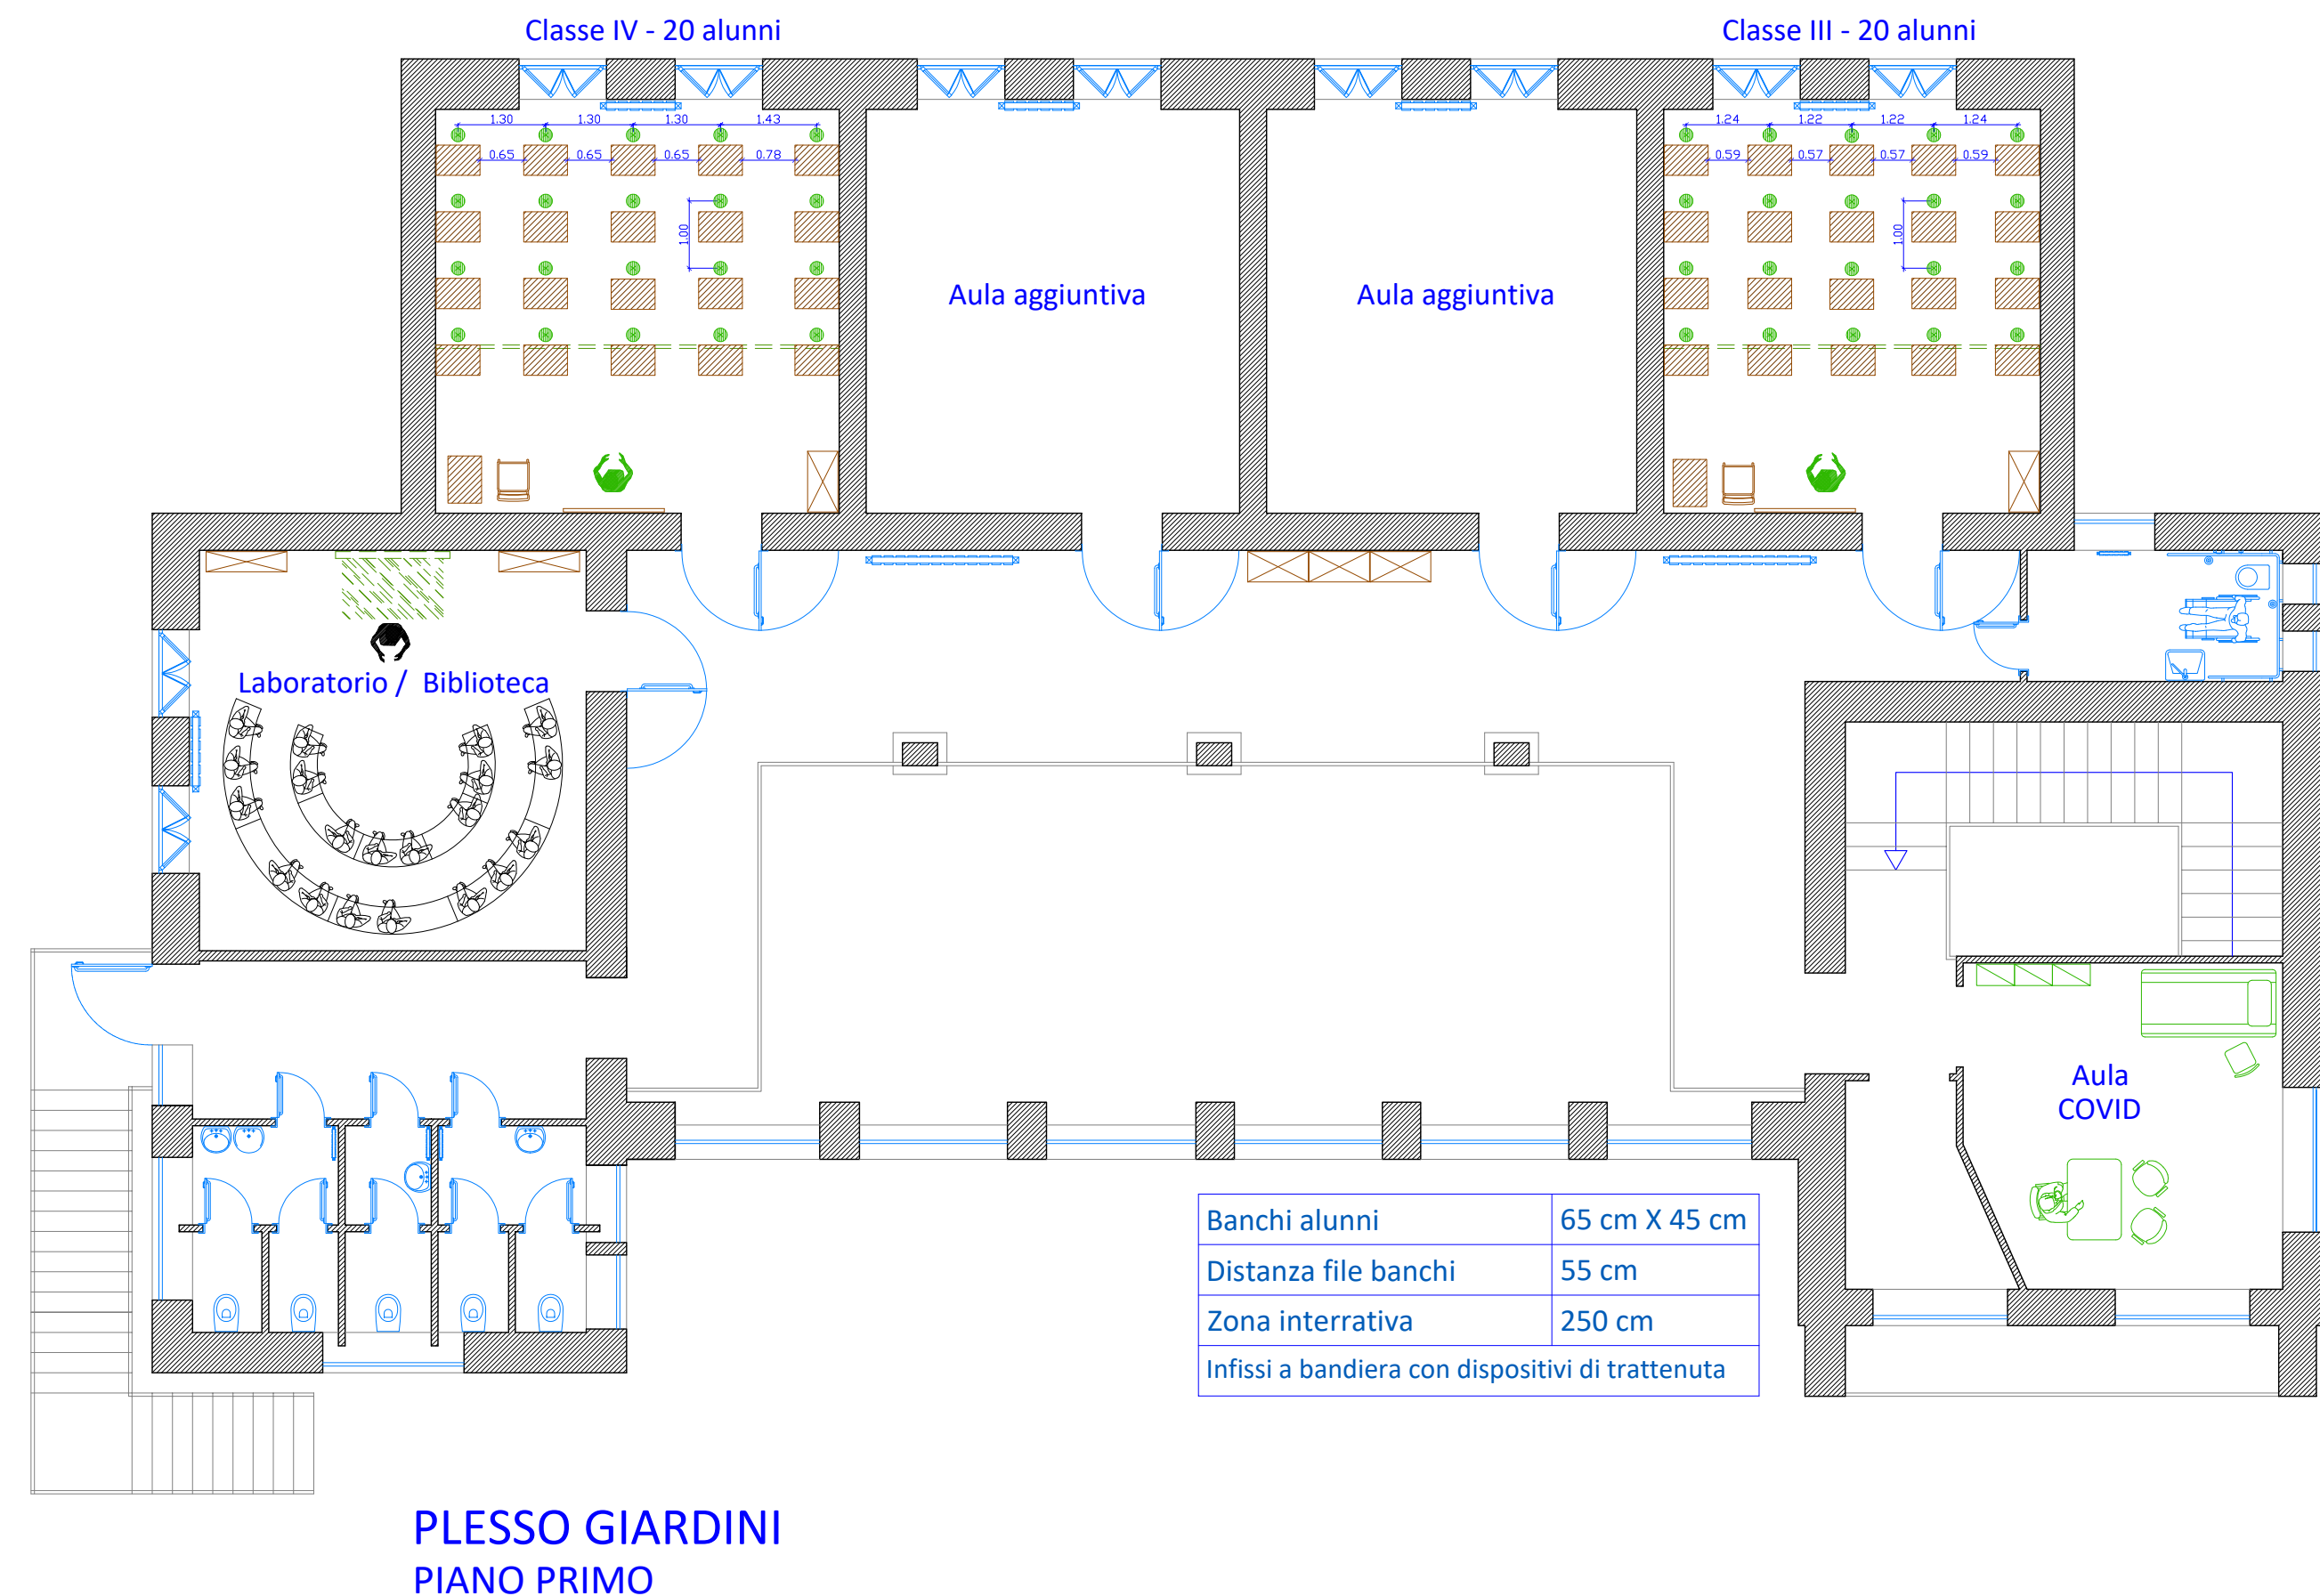 Classe IV - 20 alunni
Classe III - 20 alunni
1.30 1.30 1.30 1.43
0.65 0.65 0.65 0.78
1.00
1.24 1.22 1.22 1.24
0.59 0.57 0.57 0.59
1.00
Aula aggiuntiva
Aula aggiuntiva
Laboratorio / Biblioteca
Aula
COVID
Banchi alunni 65 cm X 45 cm
Distanza file banchi 55 cm
Zona interrativa 250 cm
Infissi a bandiera con dispositivi di trattenuta
PLESSO GIARDINI
PIANO PRIMO